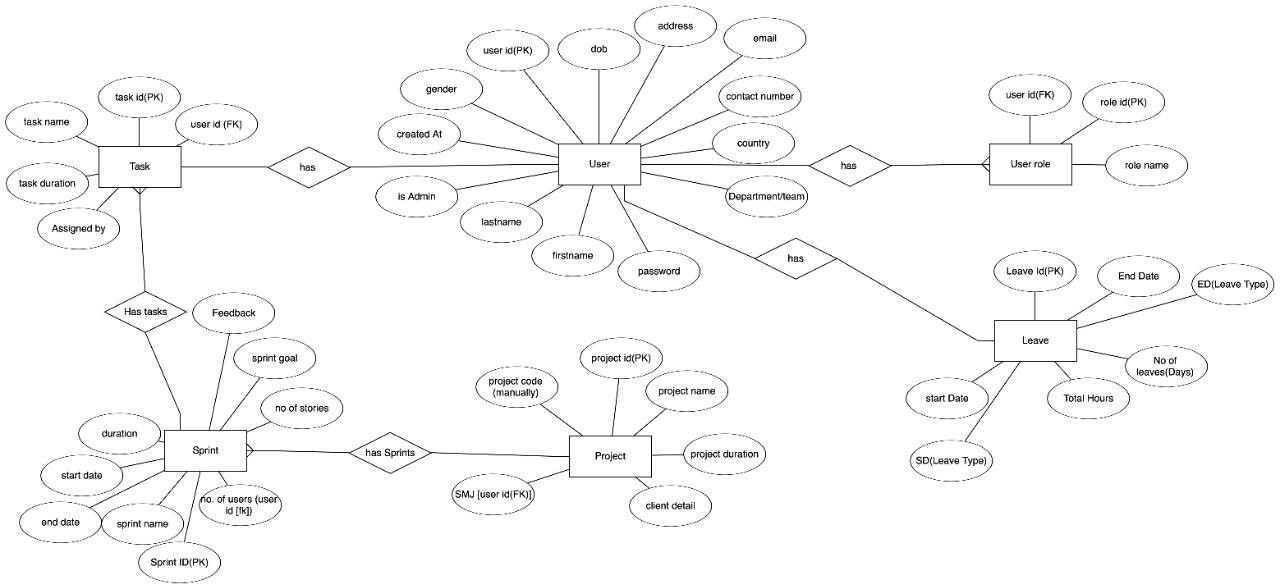 address
email
dob
user id(PK)
gender
contact number
created At
country
User
is Admin
Department/team
lastname
firstname
password
task id(PK)
task name
user id (FK)
Task
task duration
Assigned by
has
has
user id(FK)
role id(PK)
User role
role name
has
Leave Id(PK)
End Date
ED(Leave Type)
Leave
No of
leaves(Days)
start Date
Total Hours
SD(Leave Type)
Has tasks
Feedback
sprint goal
no of stories
duration
Sprint
start date
end date
sprint name
no. of users (user
id [fk])
Sprint ID(PK)
has Sprints
project id(PK)
project code
(manually)
project name
Project
project duration
SMJ [user id(FK)]
client detail